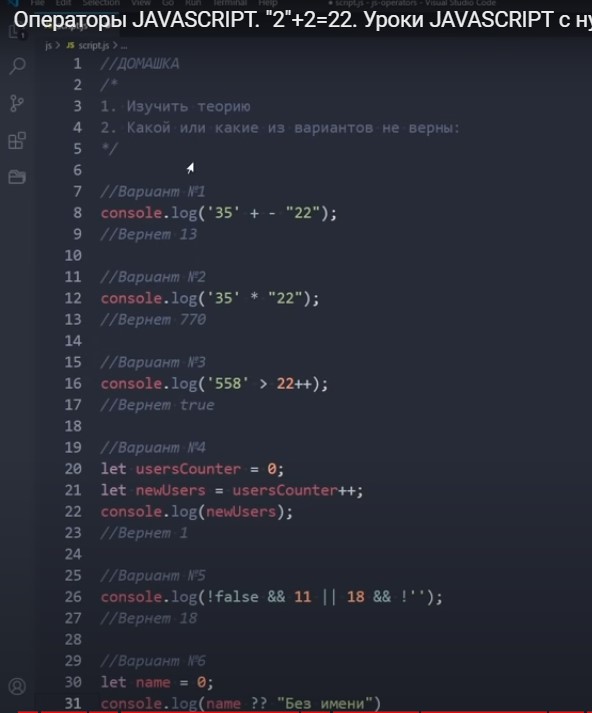 File Edit Selection View Go Run Terminal Help script.js - js-operators - Visual Studio Code
Операторы JAVASCRIPT. "2"+2=22. Уроки JAVASCRIPT с ну
js > JS script.js > ...
1 //ДОМАШКА
2 /*
3 1. Изучить теорию
4 2. Какой или какие из вариантов не верны:
5 */
6
7 //Вариант №1
8 console.log('35' + - "22");
9 //Вернет 13
10
11 //Вариант №2
12 console.log('35' * "22");
13 //Вернет 770
14
15 //Вариант №3
16 console.log('558' > 22++);
17 //Вернет true
18
19 //Вариант №4
20 let usersCounter = 0;
21 let newUsers = usersCounter++;
22 console.log(newUsers);
23 //Вернет 1
24
25 //Вариант №5
26 console.log(!false && 11 || 18 && !'');
27 //Вернет 18
28
29 //Вариант №6
30 let name = 0;
31 console.log(name ?? "Без имени")